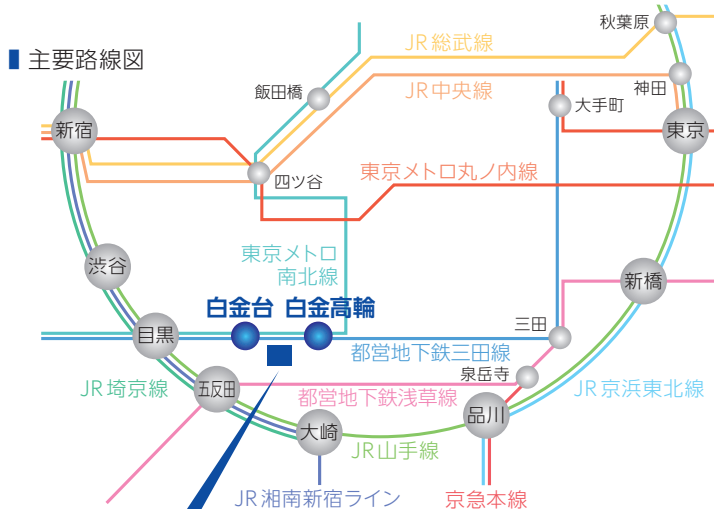 主要路線図
秋葉原
JR総武線
飯田橋
JR中央線
神田
大手町
新宿
東京
四ツ谷
東京メトロ丸ノ内線
東京メトロ
南北線
渋谷
新橋
白金台
白金高輪
三田
目黒
都営地下鉄三田線
泉岳寺
JR埼京線
五反田
都営地下鉄浅草線
JR京浜東北線
品川
大崎
JR山手線
JR湘南新宿ライン
京急本線